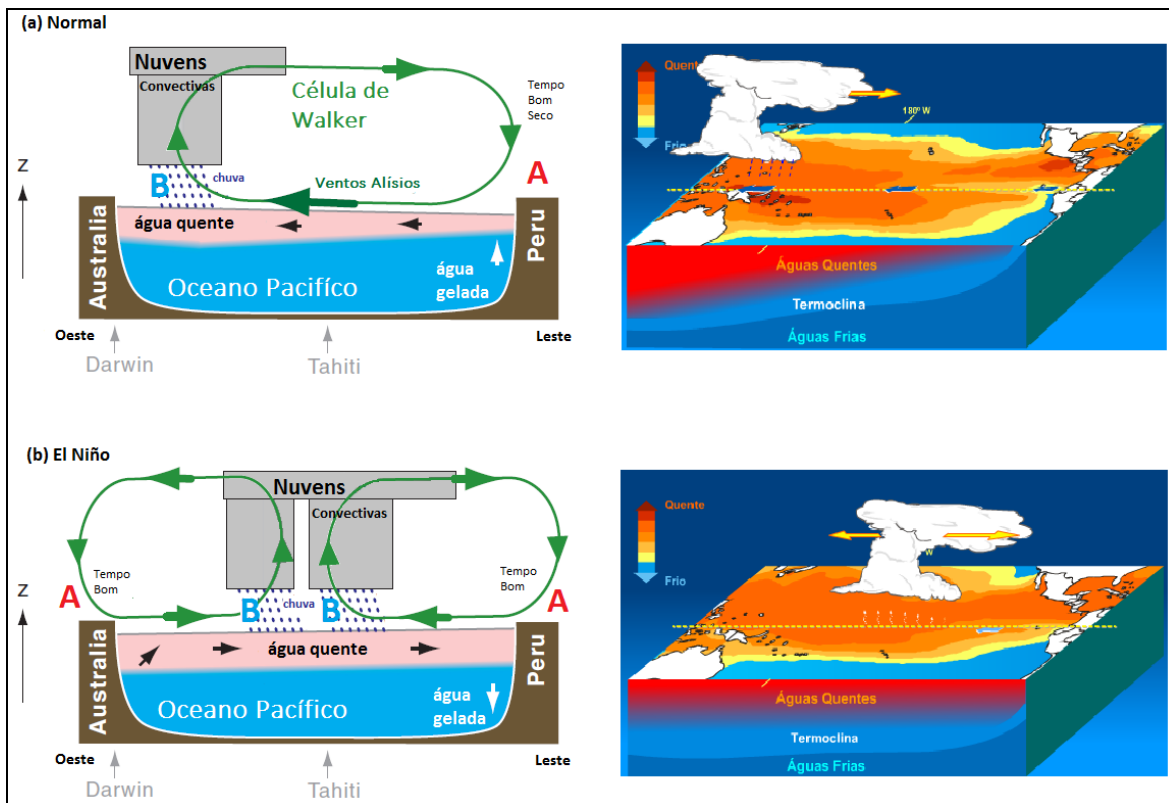 (a) Normal
Nuvens
Convectivas
Célula de
Walker
Tempo
Bom
Seco
Z
B
chuva
Ventos Alísios
A
água quente
Australia
Peru
água
gelada
Oceano Pacifíco
Oeste
Leste
Darwin
Tahiti
Quente
Frio
180º W
Águas Quentes
Termoclina
Águas Frias
(b) El Niño
Nuvens
Convectivas
Tempo
Bom
Tempo
Bom
Z
A
B
chuva
B
A
água quente
Australia
Peru
água
gelada
Oceano Pacífico
Oeste
Leste
Darwin
Tahiti
Quente
Frio
W
Águas Quentes
Termoclina
Águas Frias